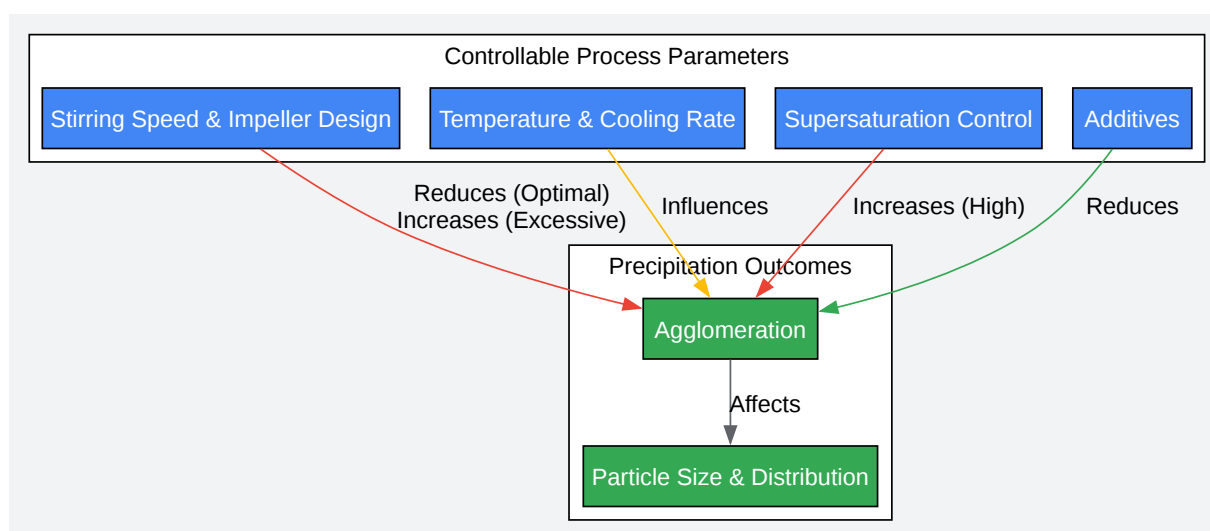 Controllable Process Parameters
Stirring Speed & Impeller Design
Temperature & Cooling Rate
Supersaturation Control
Additives
Reduces (Optimal)
Increases (Excessive)
Influences
Increases (High)
Reduces
Precipitation Outcomes
Agglomeration
Affects
Particle Size & Distribution